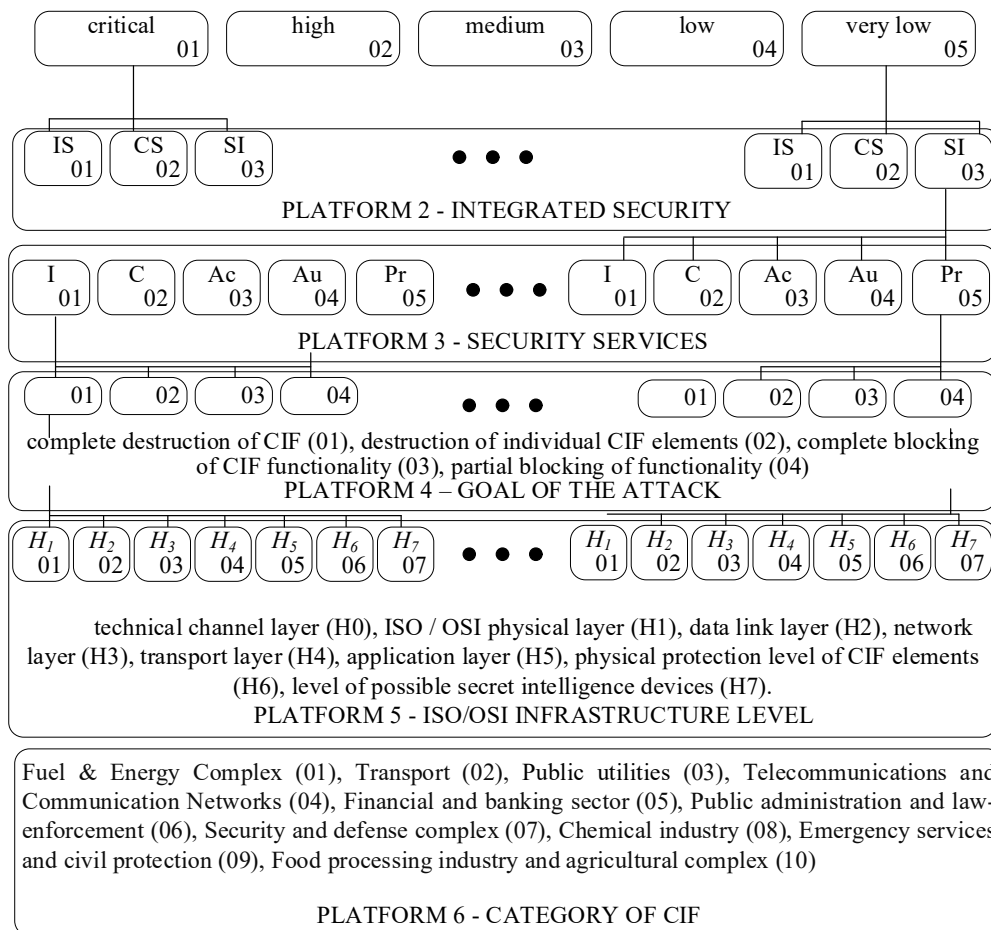 critical high medium low very low
01 02 03 04 05
IS CS SI IS CS SI
01 02 03 01 02 03
PLATFORM 2 - INTEGRATED SECURITY
I C Ac Au Pr I C Ac Au Pr
01 02 03 04 05 01 02 03 04 05
PLATFORM 3 - SECURITY SERVICES
01 02 03 04 01 02 03 04
complete destruction of CIF (01), destruction of individual CIF elements (02), complete blocking
of CIF functionality (03), partial blocking of functionality (04)
PLATFORM 4 – GOAL OF THE ATTACK
H1 H2 H3 H4 H5 H6 H7 H1 H2 H3 H4 H5 H6 H7
01 02 03 04 05 06 07 01 02 03 04 05 06 07
technical channel layer (H0), ISO / OSI physical layer (H1), data link layer (H2), network
layer (H3), transport layer (H4), application layer (H5), physical protection level of CIF elements
(H6), level of possible secret intelligence devices (H7).
PLATFORM 5 - ISO/OSI INFRASTRUCTURE LEVEL
Fuel & Energy Complex (01), Transport (02), Public utilities (03), Telecommunications and
Communication Networks (04), Financial and banking sector (05), Public administration and law-
enforcement (06), Security and defense complex (07), Chemical industry (08), Emergency services
and civil protection (09), Food processing industry and agricultural complex (10)
PLATFORM 6 - CATEGORY OF CIF